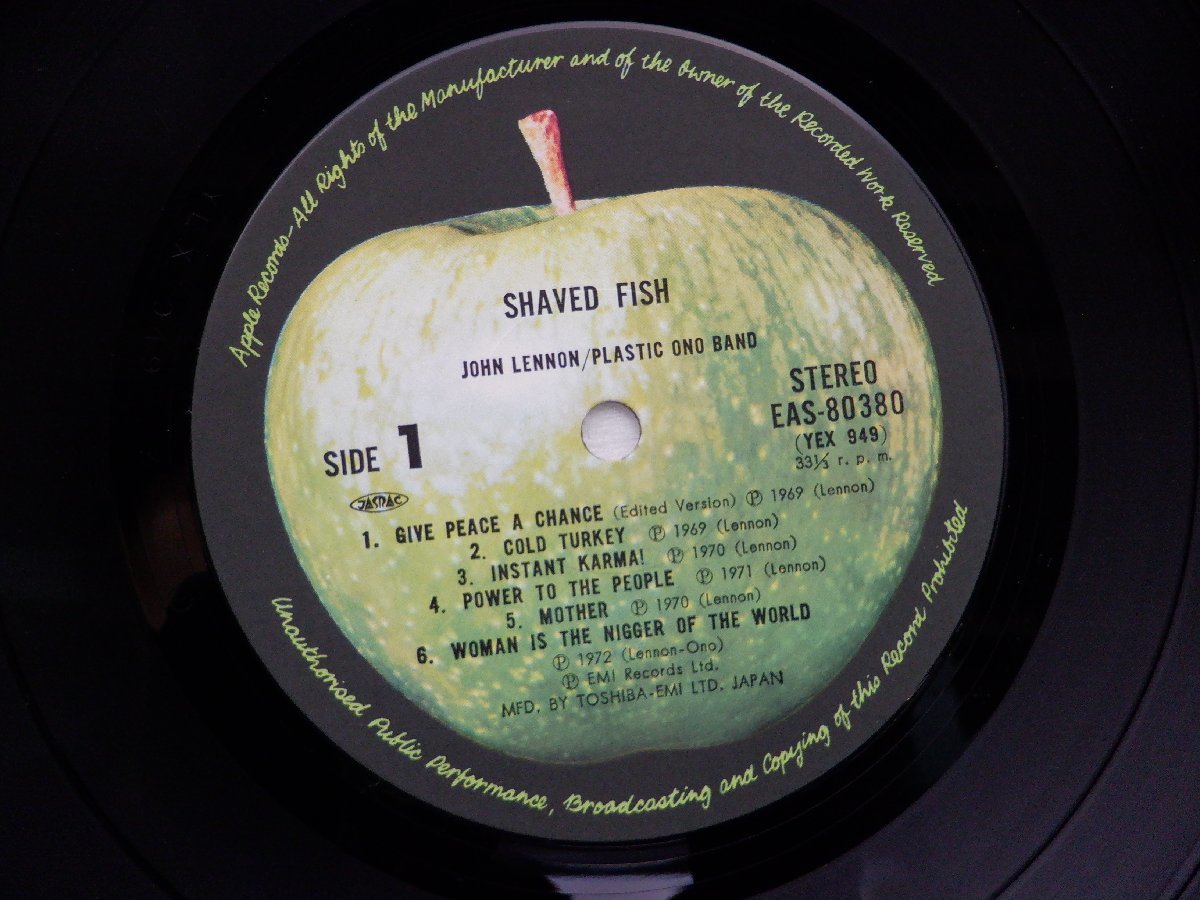 Apple Records-All Rights of the Manufacturer and of the Owner of the Recorded Work Reserved
SHAVED FISH
JOHN LENNON/PLASTIC ONO BAND
STEREO
EAS-80380
(YEX 949)
33⅓ r. p. m.
SIDE 1
JASRAC
1. GIVE PEACE A CHANCE (Edited Version) ℗ 1969 (Lennon)
2. COLD TURKEY ℗ 1969 (Lennon)
3. INSTANT KARMA! ℗ 1970 (Lennon)
4. POWER TO THE PEOPLE ℗ 1971 (Lennon)
5. MOTHER ℗ 1970 (Lennon)
6. WOMAN IS THE NIGGER OF THE WORLD
℗ 1972 (Lennon-Ono)
℗ EMI Records Ltd.
MFD. BY TOSHIBA-EMI LTD. JAPAN
Unauthorised Public Performance, Broadcasting and Copying of this Record Prohibited